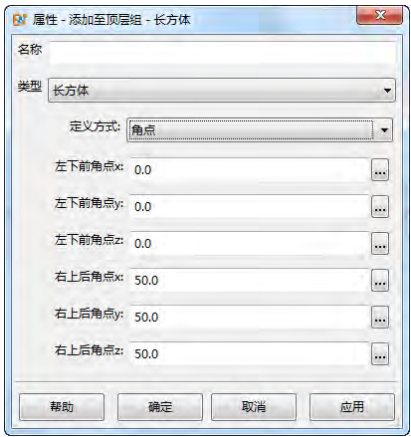 属性 - 添加至顶层组 - 长方体
名称
类型 长方体
定义方式: 角点
左下前角点x: 0.0 ...
左下前角点y: 0.0 ...
左下前角点z: 0.0 ...
右上后角点x: 50.0 ...
右上后角点y: 50.0 ...
右上后角点z: 50.0 ...
帮助 确定 取消 应用